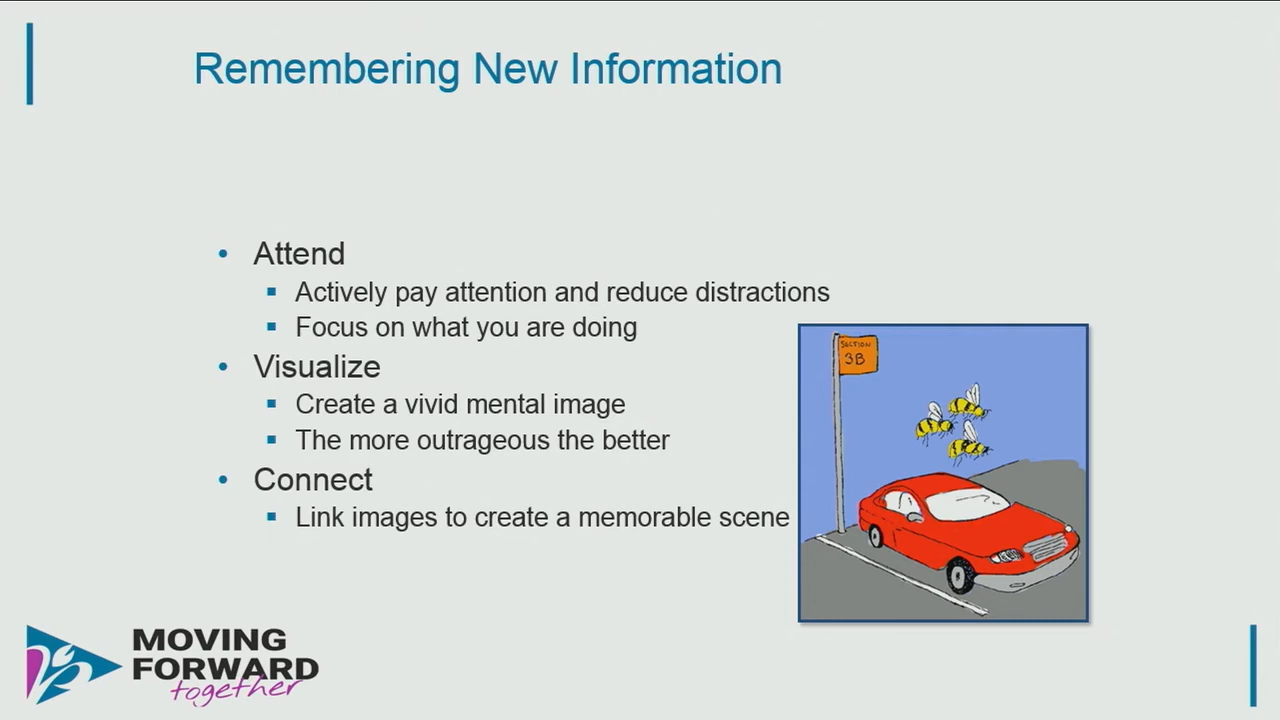 Remembering New Information
• Attend
▪ Actively pay attention and reduce distractions
▪ Focus on what you are doing
• Visualize
▪ Create a vivid mental image
▪ The more outrageous the better
• Connect
▪ Link images to create a memorable scene
SECTION
3B
MOVING
FORWARD
together